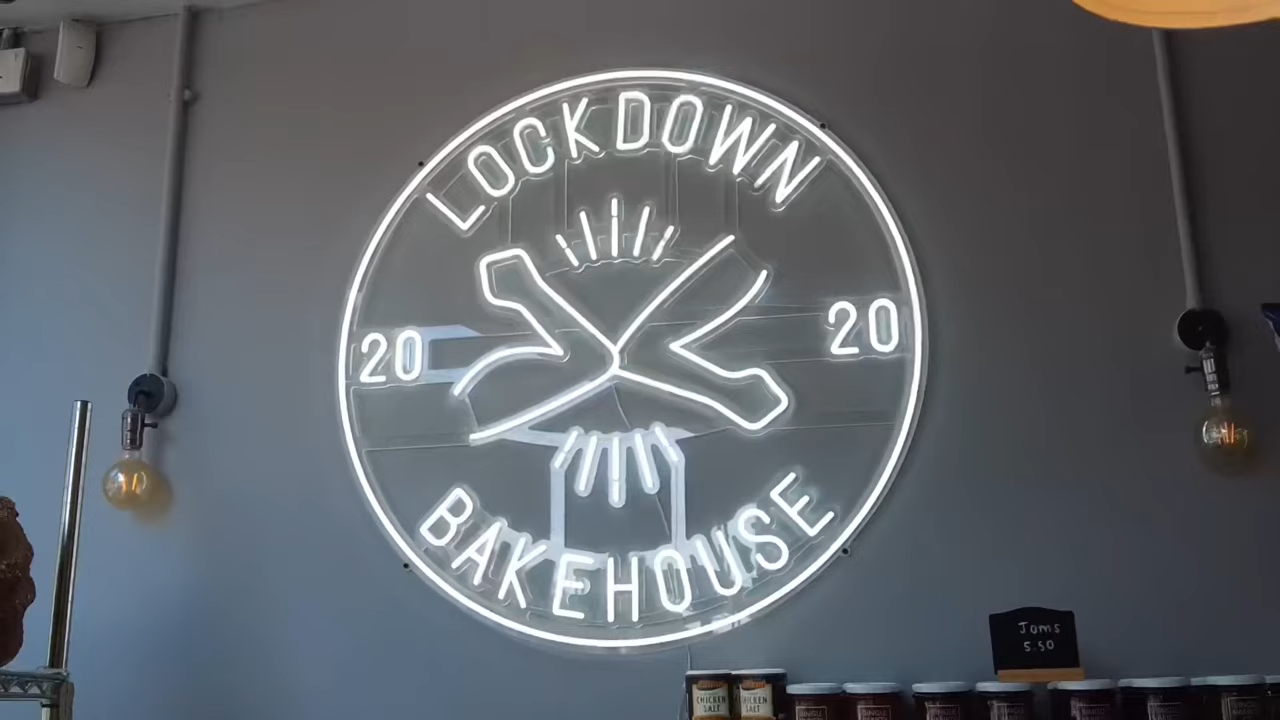 LOCKDOWN
20 20
BAKEHOUSE
Jams
5.50
CHICKEN
SALT
CHICKEN
SALT